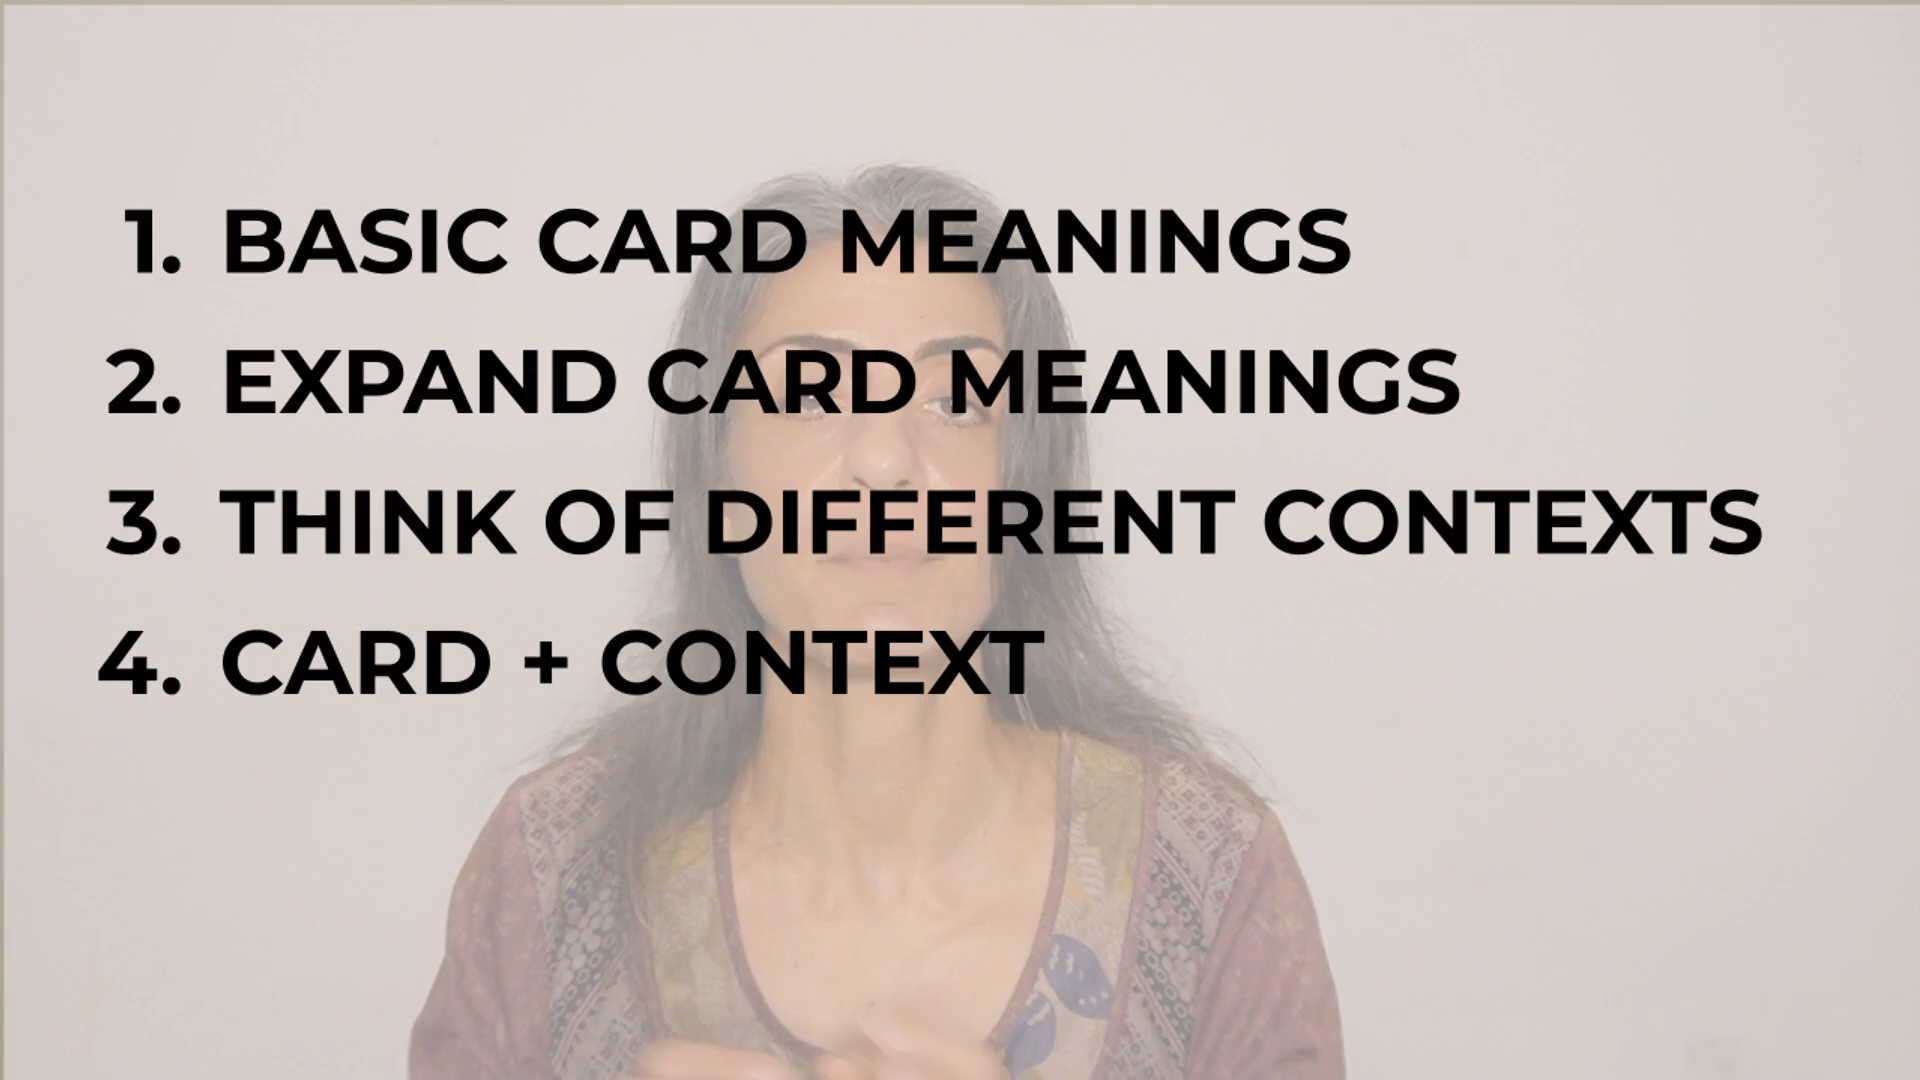 1. BASIC CARD MEANINGS
2. EXPAND CARD MEANINGS
3. THINK OF DIFFERENT CONTEXTS
4. CARD + CONTEXT